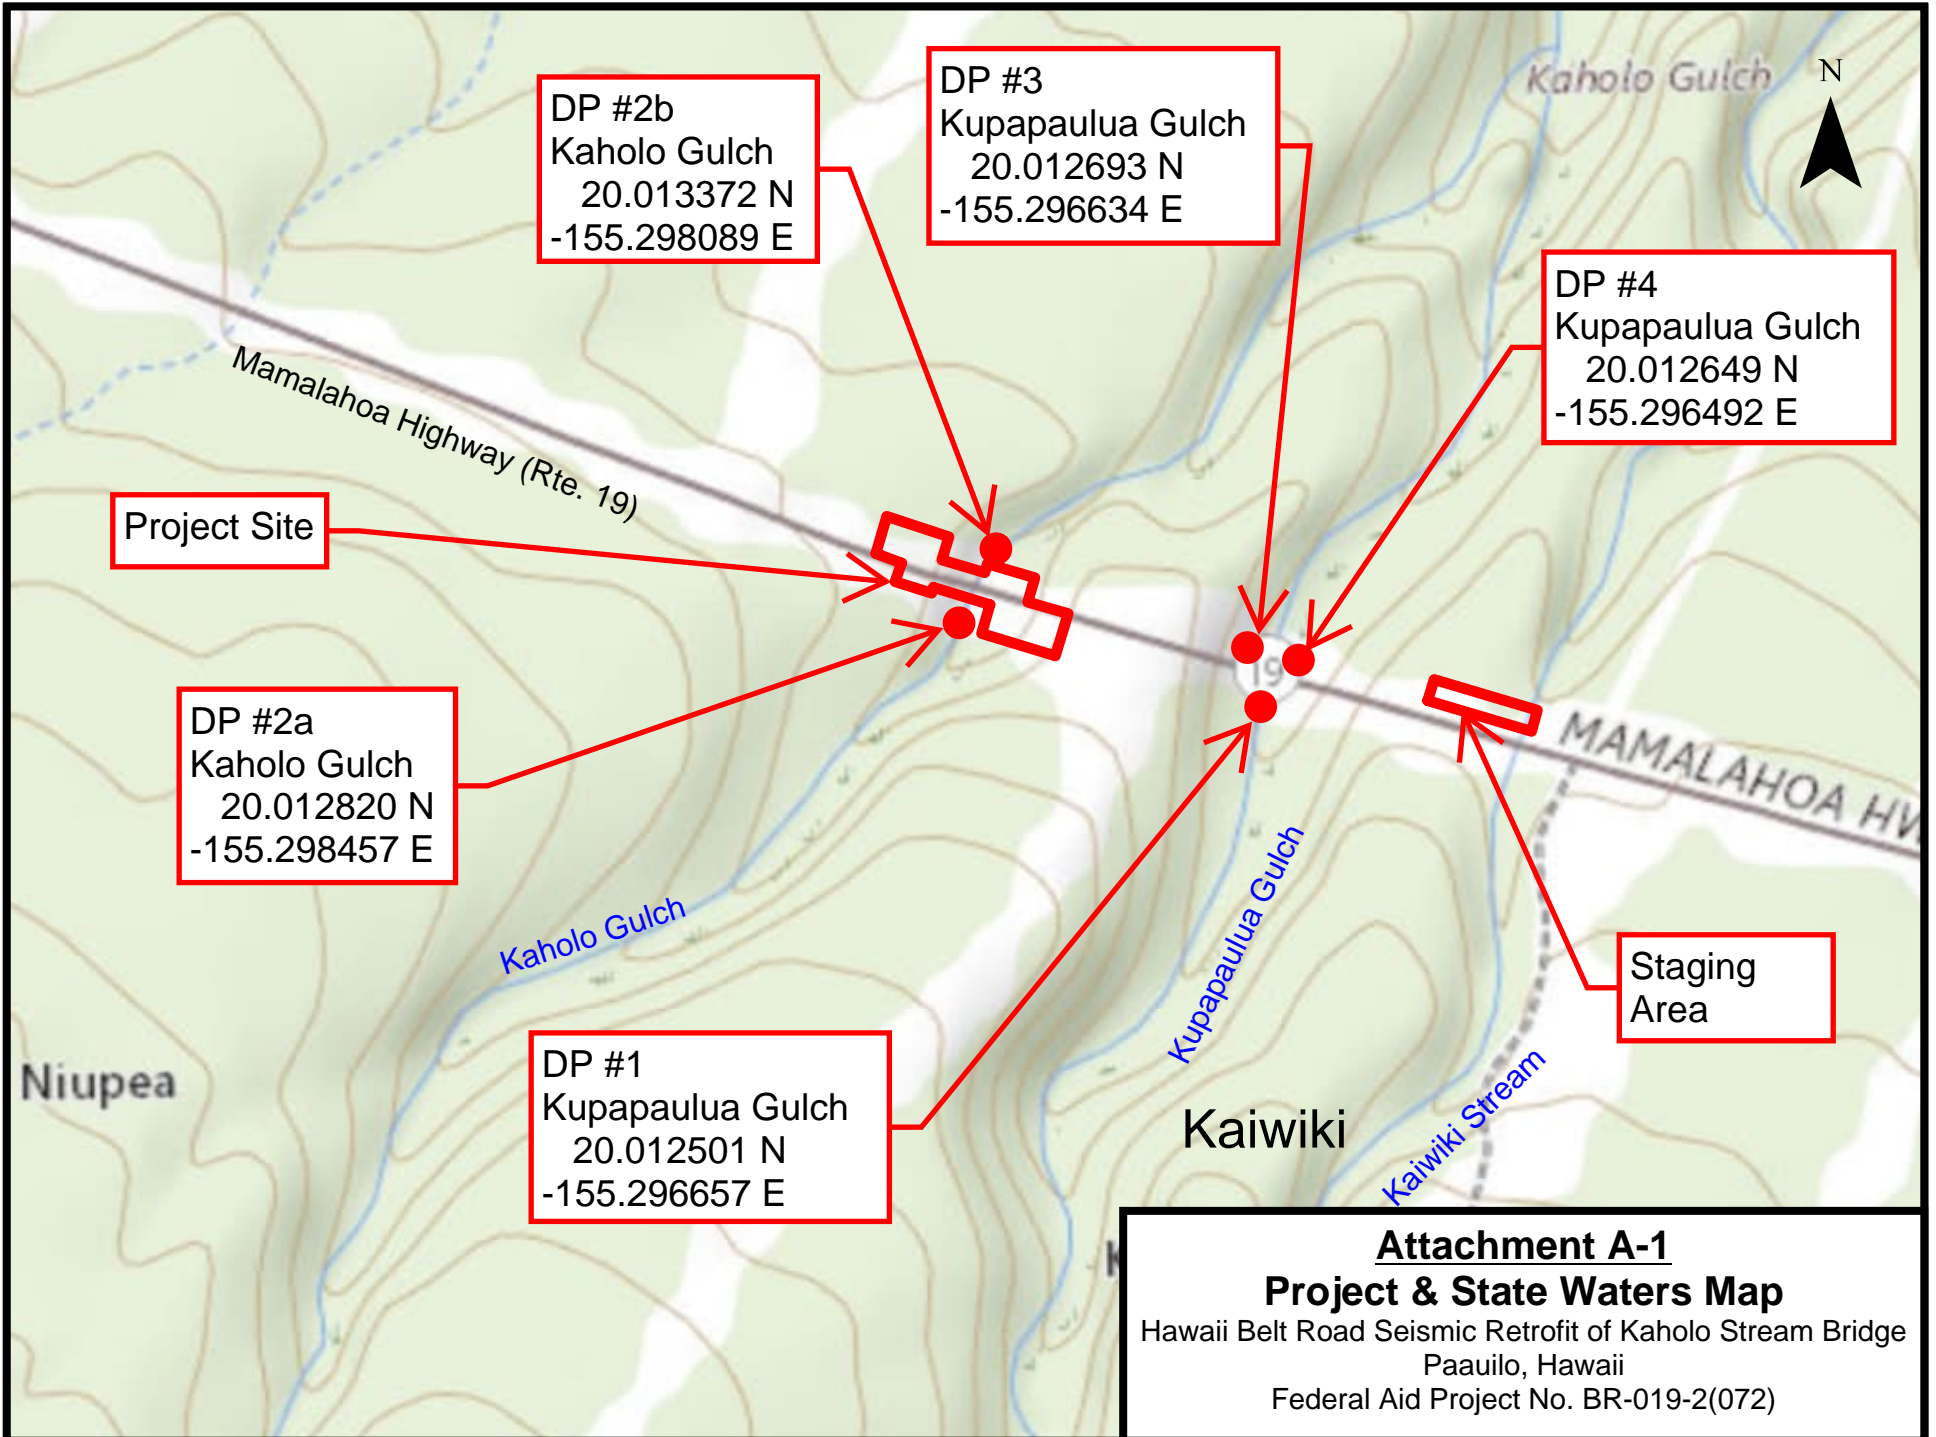 Kaholo Gulch
N
DP #2b
Kaholo Gulch
20.013372 N
-155.298089 E
DP #3
Kupapaulua Gulch
20.012693 N
-155.296634 E
DP #4
Kupapaulua Gulch
20.012649 N
-155.296492 E
Mamalahoa Highway (Rte. 19)
Project Site
19
MAMALAHOA HW
DP #2a
Kaholo Gulch
20.012820 N
-155.298457 E
Kaholo Gulch
Kupapaulua Gulch
Staging
Area
Niupea
DP #1
Kupapaulua Gulch
20.012501 N
-155.296657 E
Kaiwiki
Kaiwiki Stream
Attachment A-1
Project & State Waters Map
Hawaii Belt Road Seismic Retrofit of Kaholo Stream Bridge
Paauilo, Hawaii
Federal Aid Project No. BR-019-2(072)